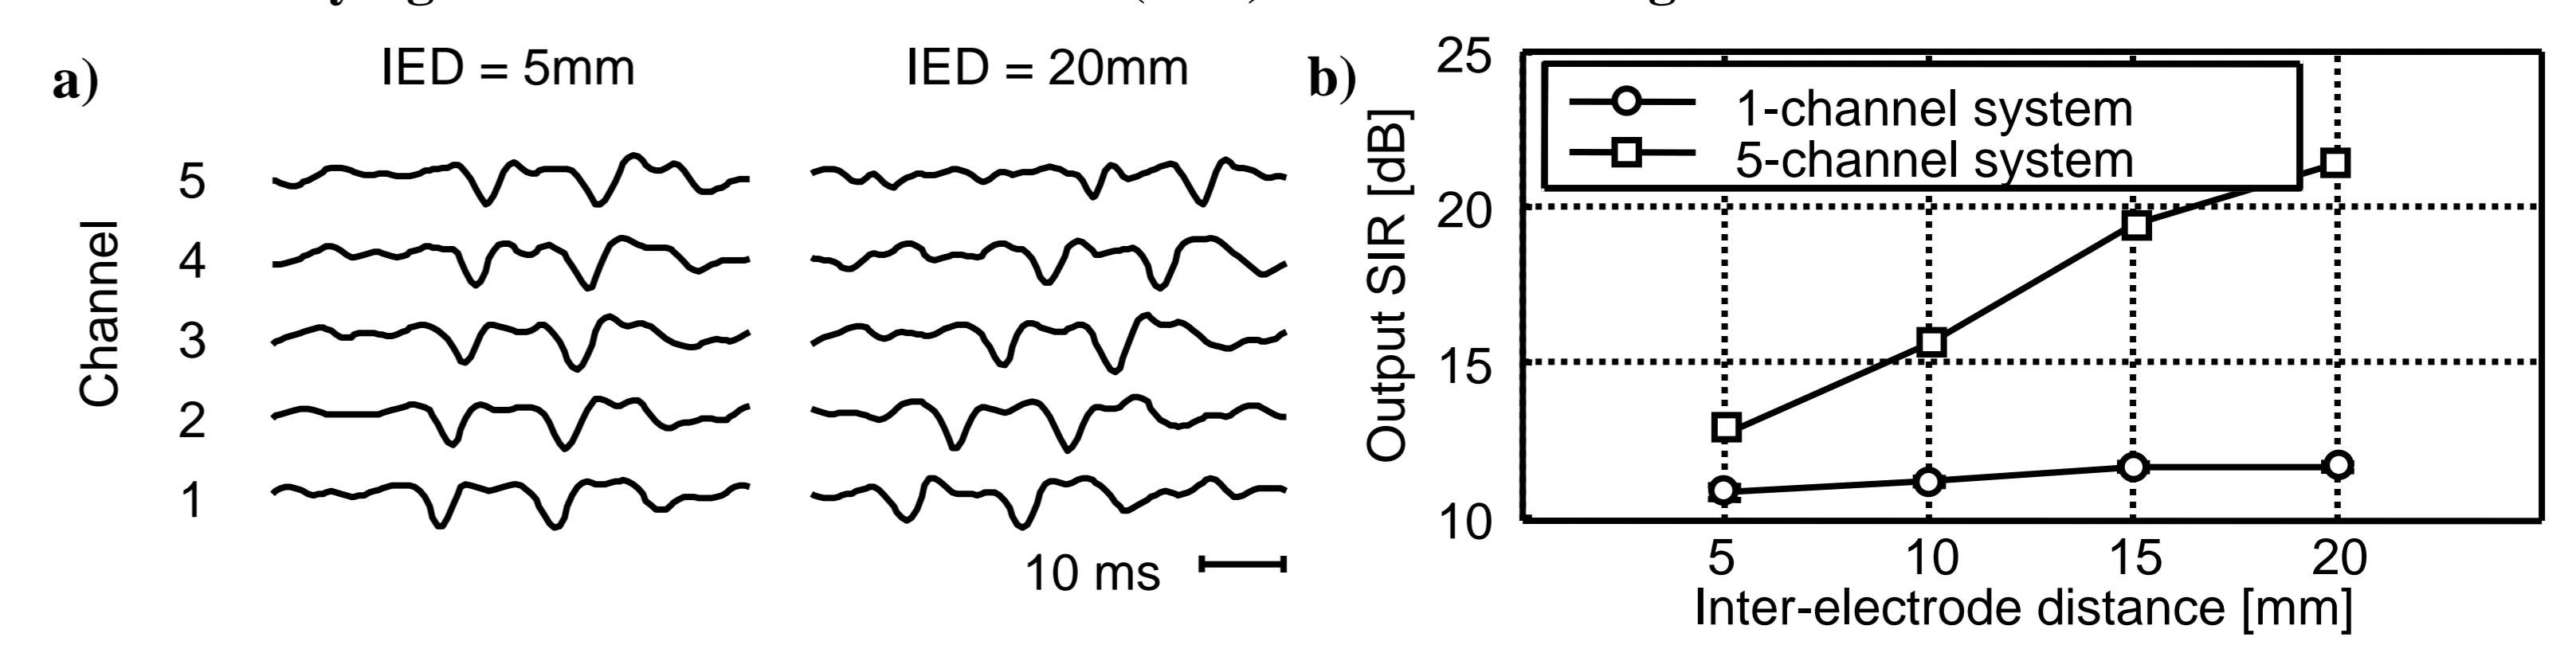 a)
IED = 5mm
IED = 20mm
Channel
5
4
3
2
1
10 ms
b)
Output SIR [dB]
25
20
15
10
1-channel system
5-channel system
5 10 15 20
Inter-electrode distance [mm]